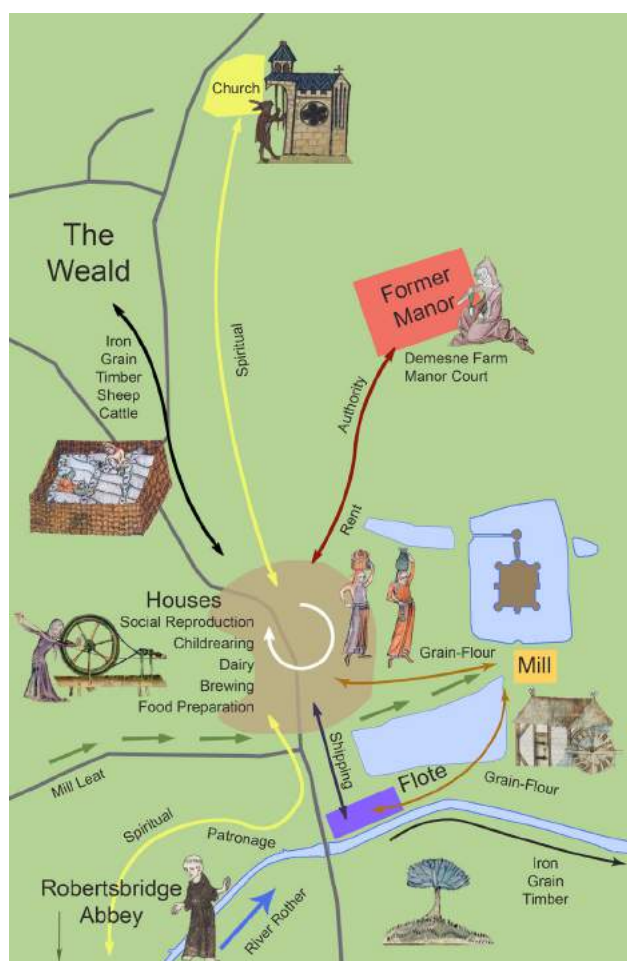 Church
The
Weald
Iron
Grain
Timber
Sheep
Cattle
Spiritual
Former
Manor
Demesne Farm
Manor Court
Authority
Rent
Houses
Social Reproduction
Childrearing
Dairy
Brewing
Food Preparation
Grain-Flour
Mill
Mill Leat
Shipping
Flote
Grain-Flour
Spiritual
Patronage
Robertsbridge
Abbey
River Rother
Iron
Grain
Timber